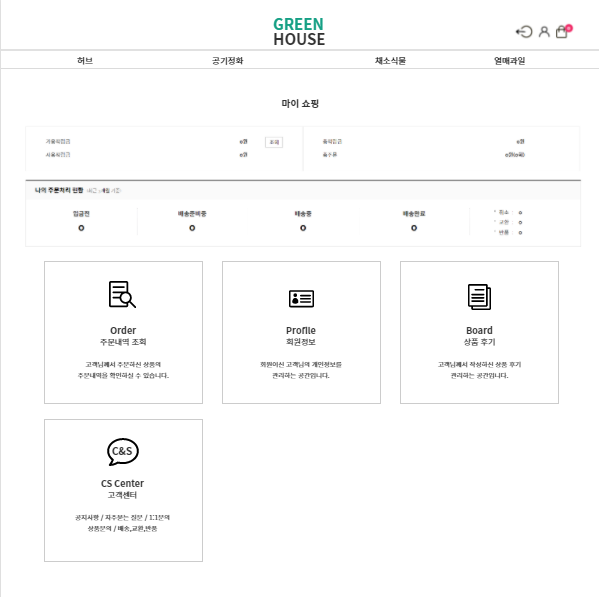 GREEN
HOUSE
허브 공기정화 채소식물 열매과일
마이 쇼핑
가용적립금 0원 조회 총적립금 0원
사용적립금 0원 총주문 0원(0회)
나의 주문처리 현황
입금전 배송준비중 배송중 배송완료
0 0 0 0
취소 : 0
교환 : 0
반품 : 0
Order
주문내역 조회
고객님께서 주문하신 상품의
주문내역을 확인하실 수 있습니다.
Profile
회원정보
회원이신 고객님의 개인정보를
관리하는 공간입니다.
Board
상품 후기
고객님께서 작성하신 상품 후기
관리하는 공간입니다.
C&S
CS Center
고객센터
공지사항 / 자주묻는 질문 / 1:1문의
상품문의 / 배송,교환,반품